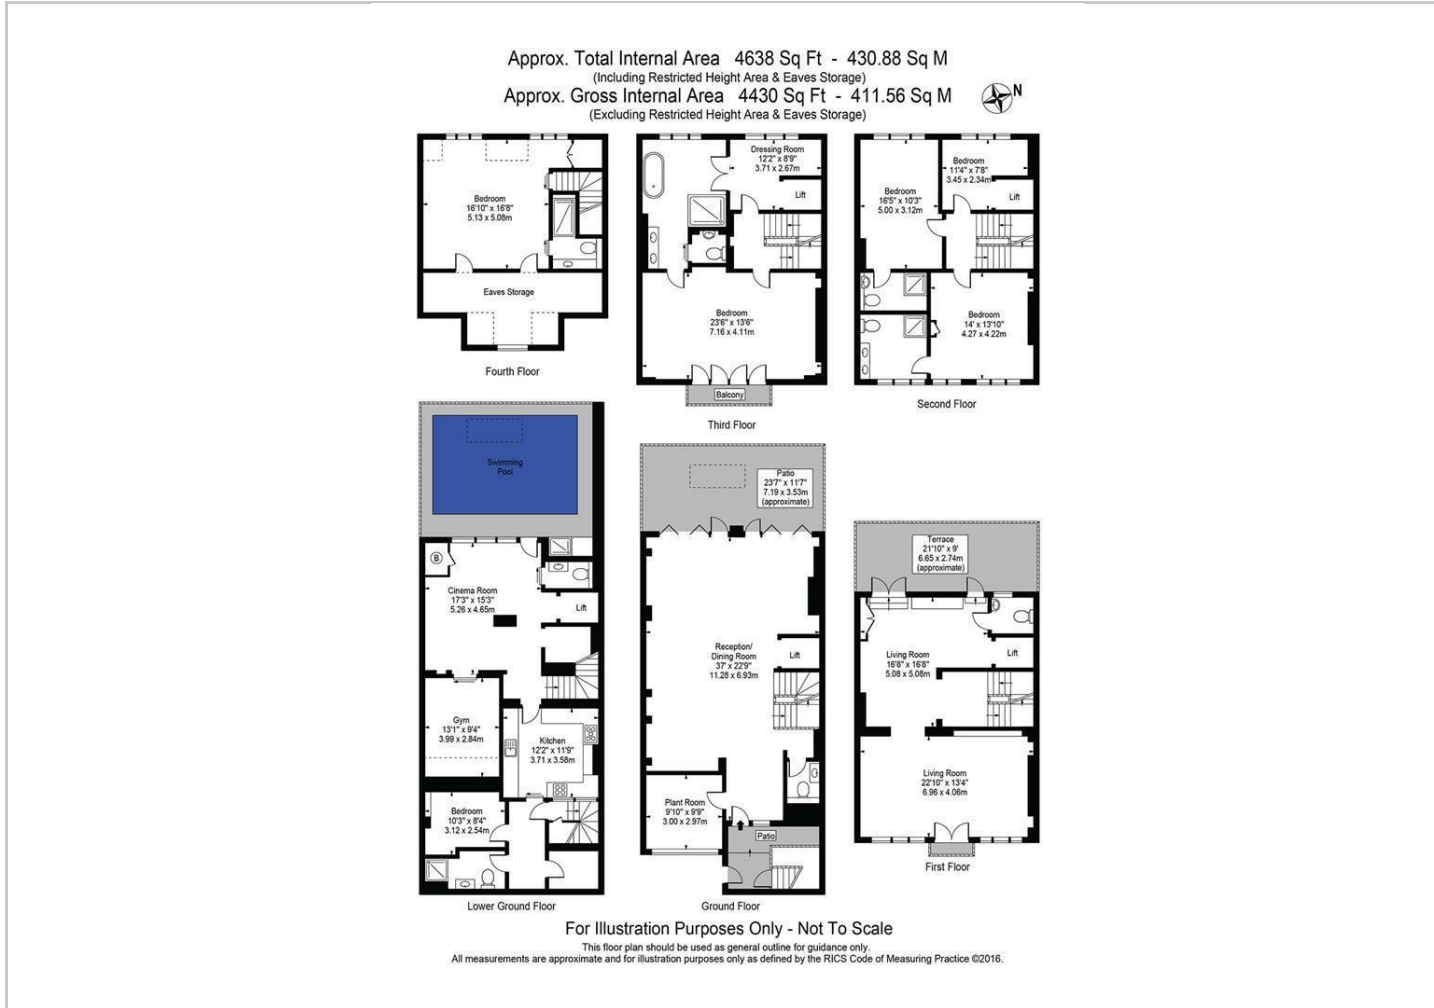 Approx. Total Internal Area 4638 Sq Ft - 430.88 Sq M
(Including Restricted Height Area & Eaves Storage)
Approx. Gross Internal Area 4430 Sq Ft - 411.56 Sq M
(Excluding Restricted Height Area & Eaves Storage)
N
Bedroom
16'10" x 16'8"
5.13 x 5.08m
Eaves Storage
Fourth Floor
Dressing Room
12'2" x 8'9"
3.71 x 2.67m
Lift
Bedroom
23'6" x 13'6"
7.16 x 4.11m
Balcony
Third Floor
Bedroom
11'4" x 7'8"
3.45 x 2.34m
Lift
Bedroom
16'5" x 10'3"
5.00 x 3.12m
Bedroom
14' x 13'10"
4.27 x 4.22m
Second Floor
Swimming
Pool
B
Cinema Room
17'3" x 15'3"
5.26 x 4.65m
Lift
Gym
13'1" x 9'4"
3.99 x 2.84m
Kitchen
12'2" x 11'9"
3.71 x 3.58m
Bedroom
10'3" x 8'4"
3.12 x 2.54m
Lower Ground Floor
Patio
23'7" x 11'7"
7.19 x 3.53m
(approximate)
Reception/
Dining Room
37' x 22'9"
11.28 x 6.93m
Lift
Plant Room
9'10" x 9'9"
3.00 x 2.97m
Patio
Ground Floor
Terrace
21'10" x 9'
6.65 x 2.74m
(approximate)
Living Room
16'8" x 16'8"
5.08 x 5.08m
Lift
Living Room
22'10" x 13'4"
6.96 x 4.06m
First Floor
For Illustration Purposes Only - Not To Scale
This floor plan should be used as general outline for guidance only.
All measurements are approximate and for illustration purposes only as defined by the RICS Code of Measuring Practice ©2016.